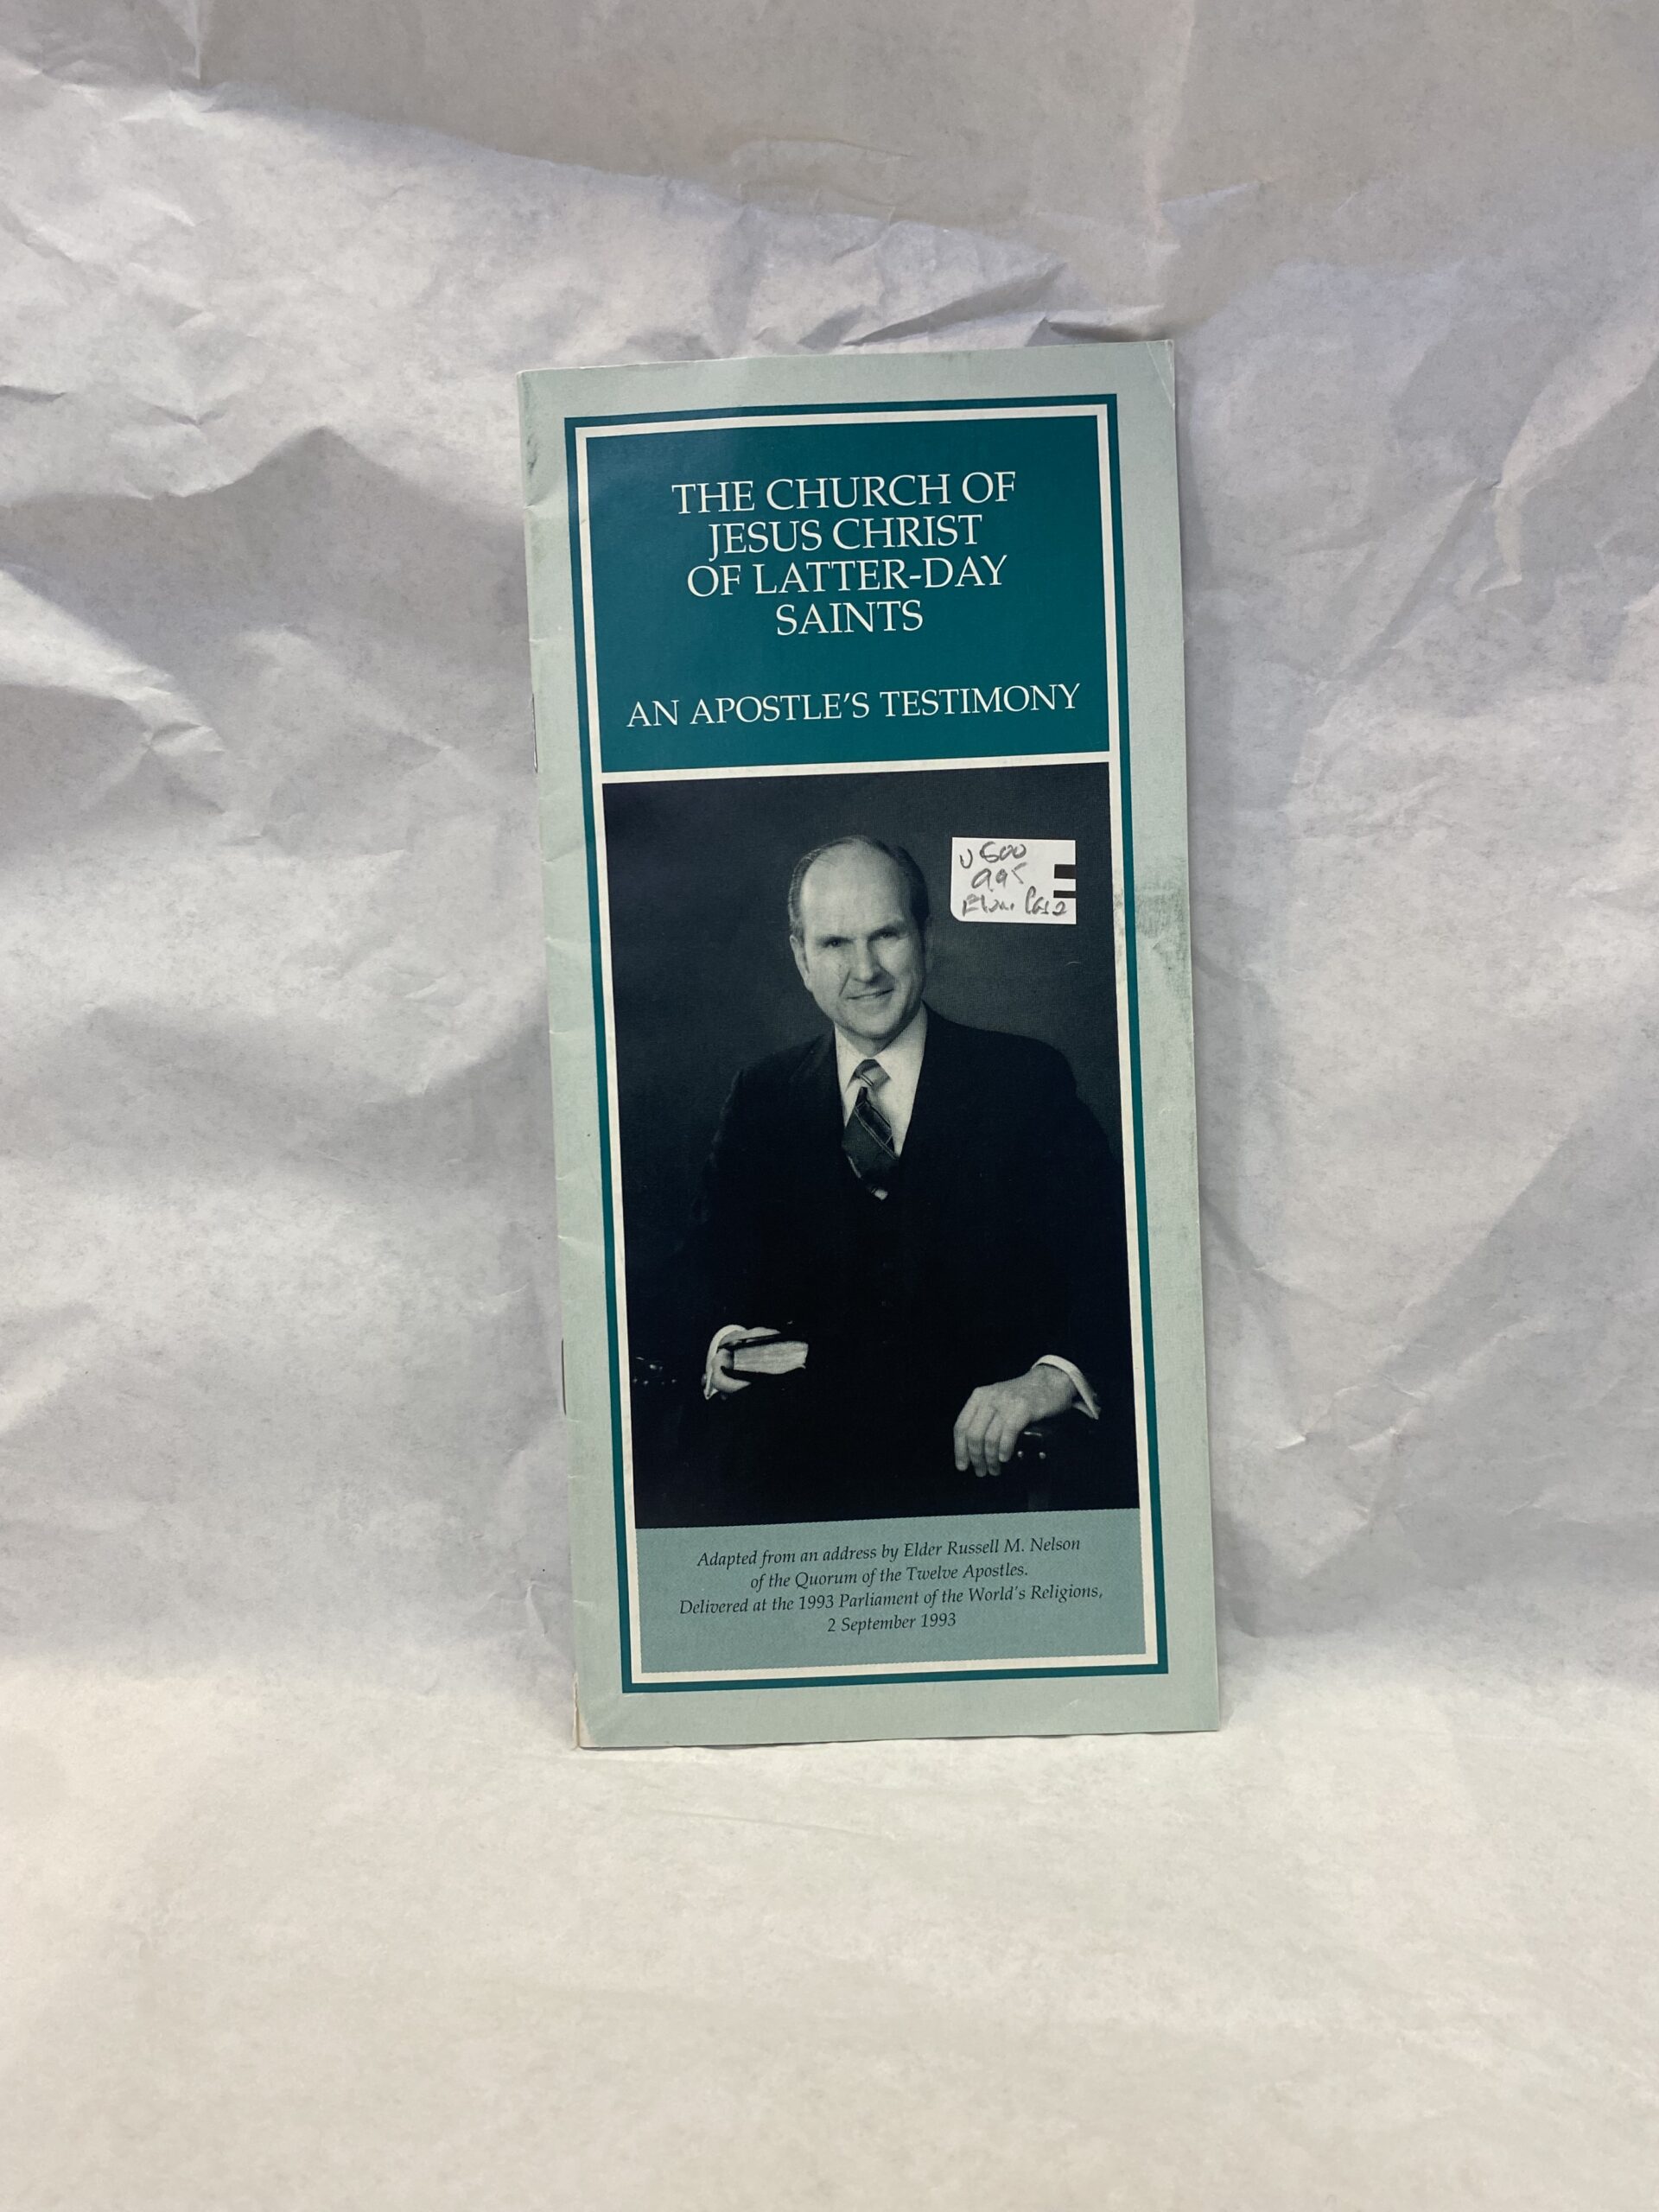 THE CHURCH OF
JESUS CHRIST
OF LATTER-DAY
SAINTS
AN APOSTLE'S TESTIMONY
Adapted from an address by Elder Russell M. Nelson
of the Quorum of the Twelve Apostles.
Delivered at the 1993 Parliament of the World's Religions,
2 September 1993